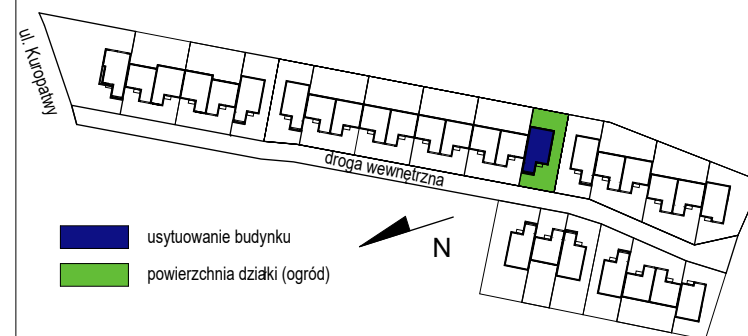 ul. Kuropatwy
droga wewnętrzna
N
usytuowanie budynku
powierzchnia działki (ogród)